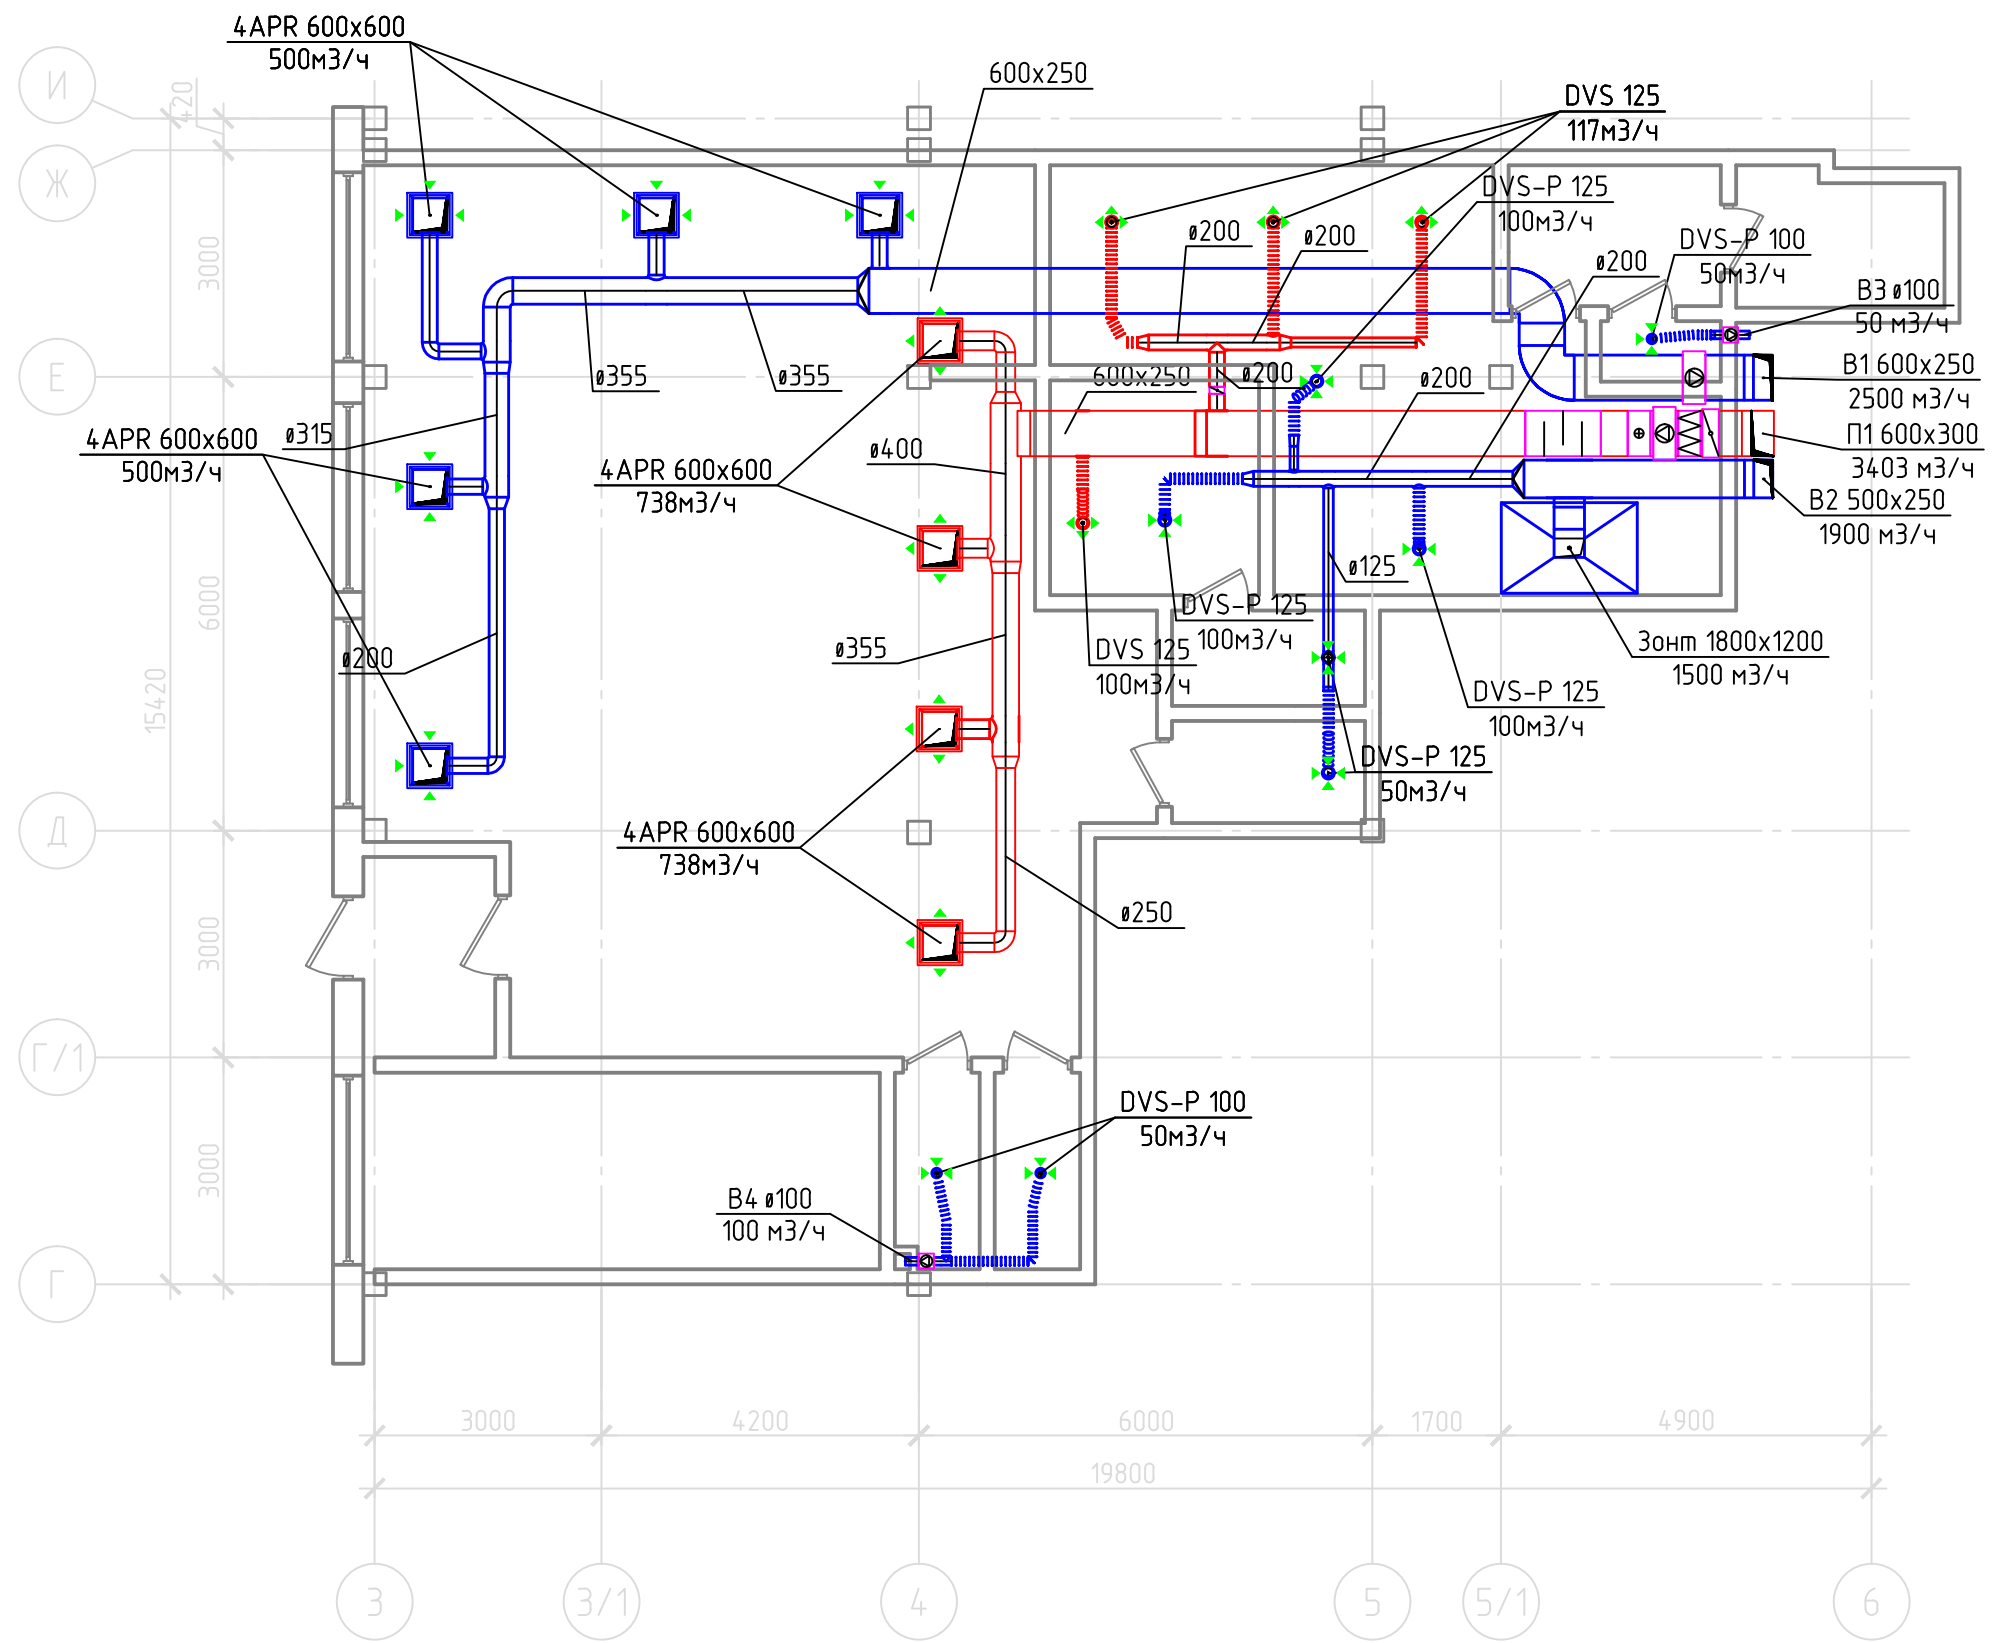 4APR 600x600
500м3/ч
600x250
DVS 125
117м3/ч
DVS-P 125
100м3/ч
ø200
ø200
ø200
DVS-P 100
50м3/ч
В3 ø100
50 м3/ч
И
Ж
Е
Д
Г/1
Г
420
3000
6000
15420
3000
3000
ø355
ø355
600x250
ø200
ø200
В1 600x250
2500 м3/ч
П1 600x300
3403 м3/ч
В2 500x250
1900 м3/ч
4APR 600x600
500м3/ч
ø315
ø400
4APR 600x600
738м3/ч
ø125
DVS-P 125
100м3/ч
DVS 125
100м3/ч
ø200
ø355
Зонт 1800x1200
1500 м3/ч
DVS-P 125
100м3/ч
DVS-P 125
50м3/ч
4APR 600x600
738м3/ч
ø250
DVS-P 100
50м3/ч
В4 ø100
100 м3/ч
3000
4200
6000
1700
4900
19800
3
3/1
4
5
5/1
6